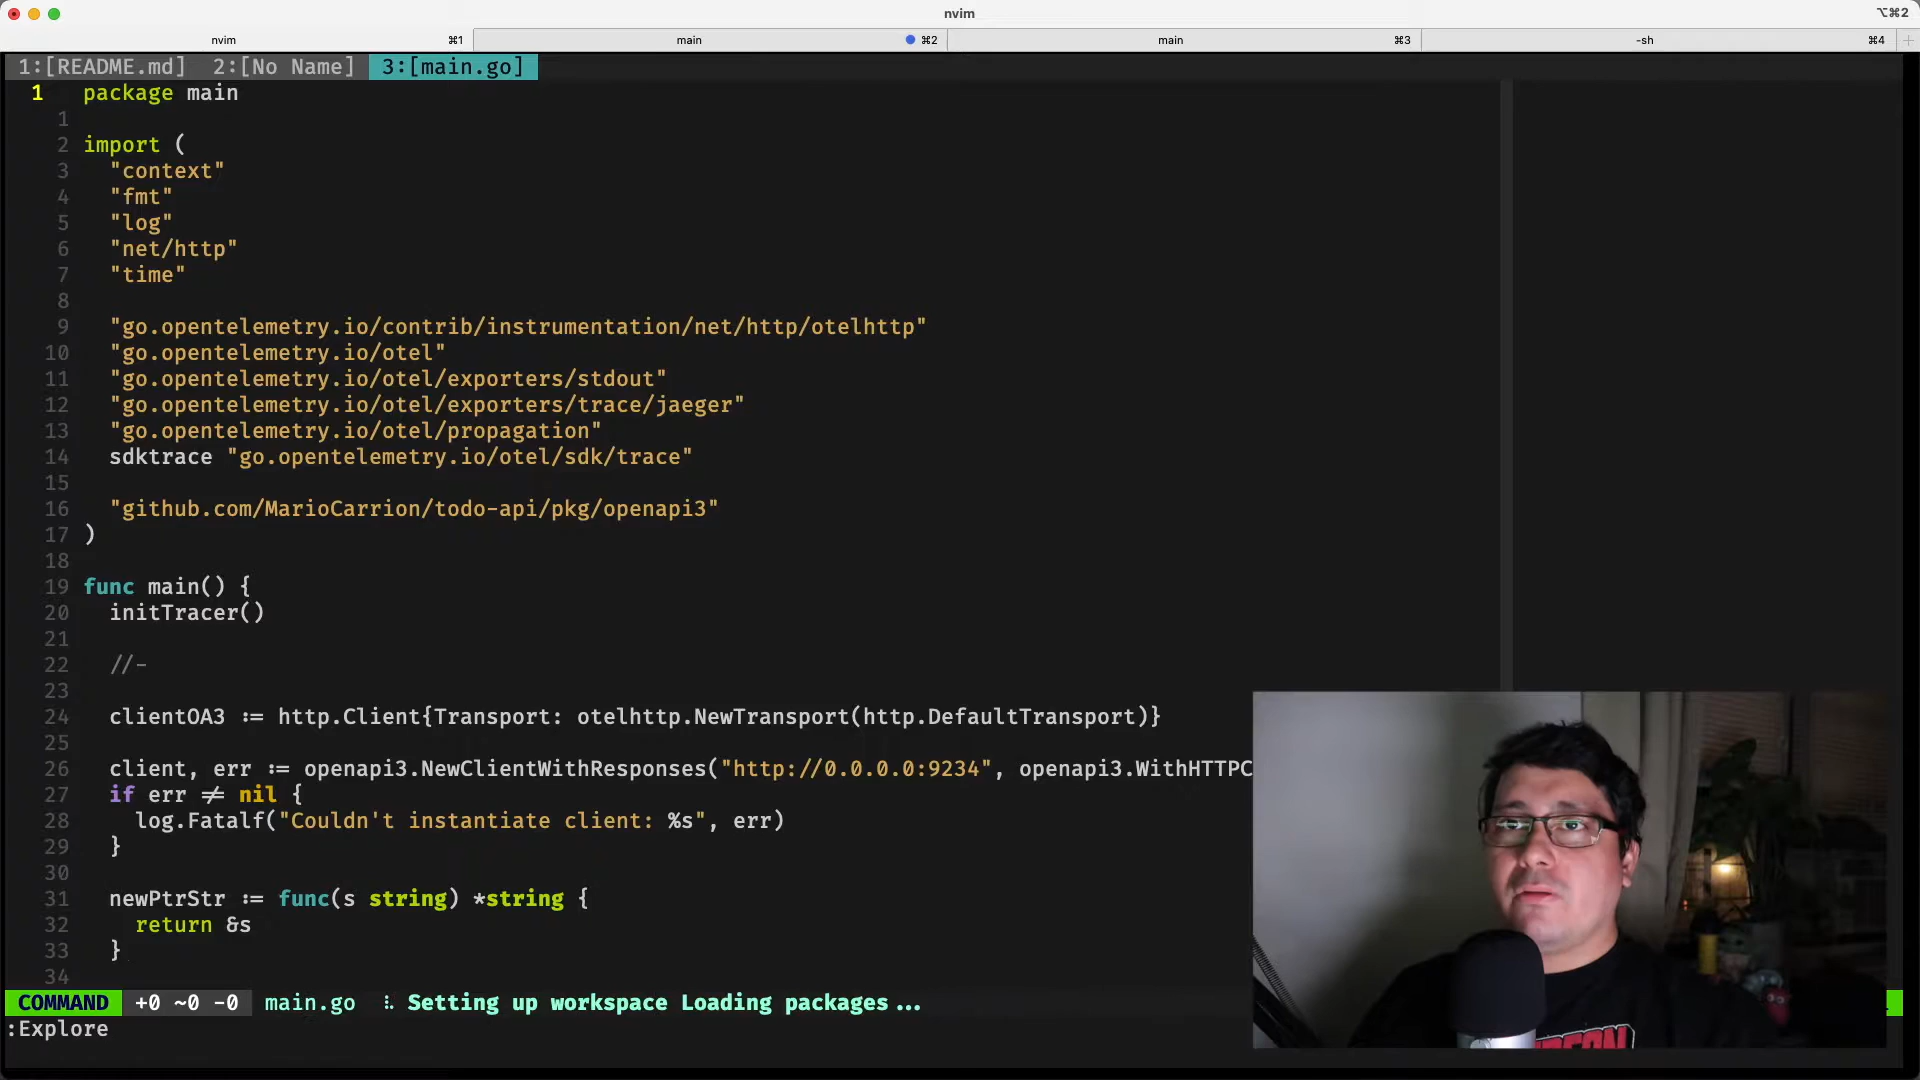 nvim
⌥⌘2
nvim ⌘1 main ⌘2 main ⌘3 -sh ⌘4 +
1:[README.md] 2:[No Name] 3:[main.go]
1 package main
1
2 import (
3 "context"
4 "fmt"
5 "log"
6 "net/http"
7 "time"
8
9 "go.opentelemetry.io/contrib/instrumentation/net/http/otelhttp"
10 "go.opentelemetry.io/otel"
11 "go.opentelemetry.io/otel/exporters/stdout"
12 "go.opentelemetry.io/otel/exporters/trace/jaeger"
13 "go.opentelemetry.io/otel/propagation"
14 sdktrace "go.opentelemetry.io/otel/sdk/trace"
15
16 "github.com/MarioCarrion/todo-api/pkg/openapi3"
17 )
18
19 func main() {
20 initTracer()
21
22 //-
23
24 clientOA3 := http.Client{Transport: otelhttp.NewTransport(http.DefaultTransport)}
25
26 client, err := openapi3.NewClientWithResponses("http://0.0.0.0:9234", openapi3.WithHTTPC
27 if err != nil {
28 log.Fatalf("Couldn't instantiate client: %s", err)
29 }
30
31 newPtrStr := func(s string) *string {
32 return &s
33 }
34
COMMAND +0 ~0 -0 main.go Setting up workspace Loading packages...
:Explore